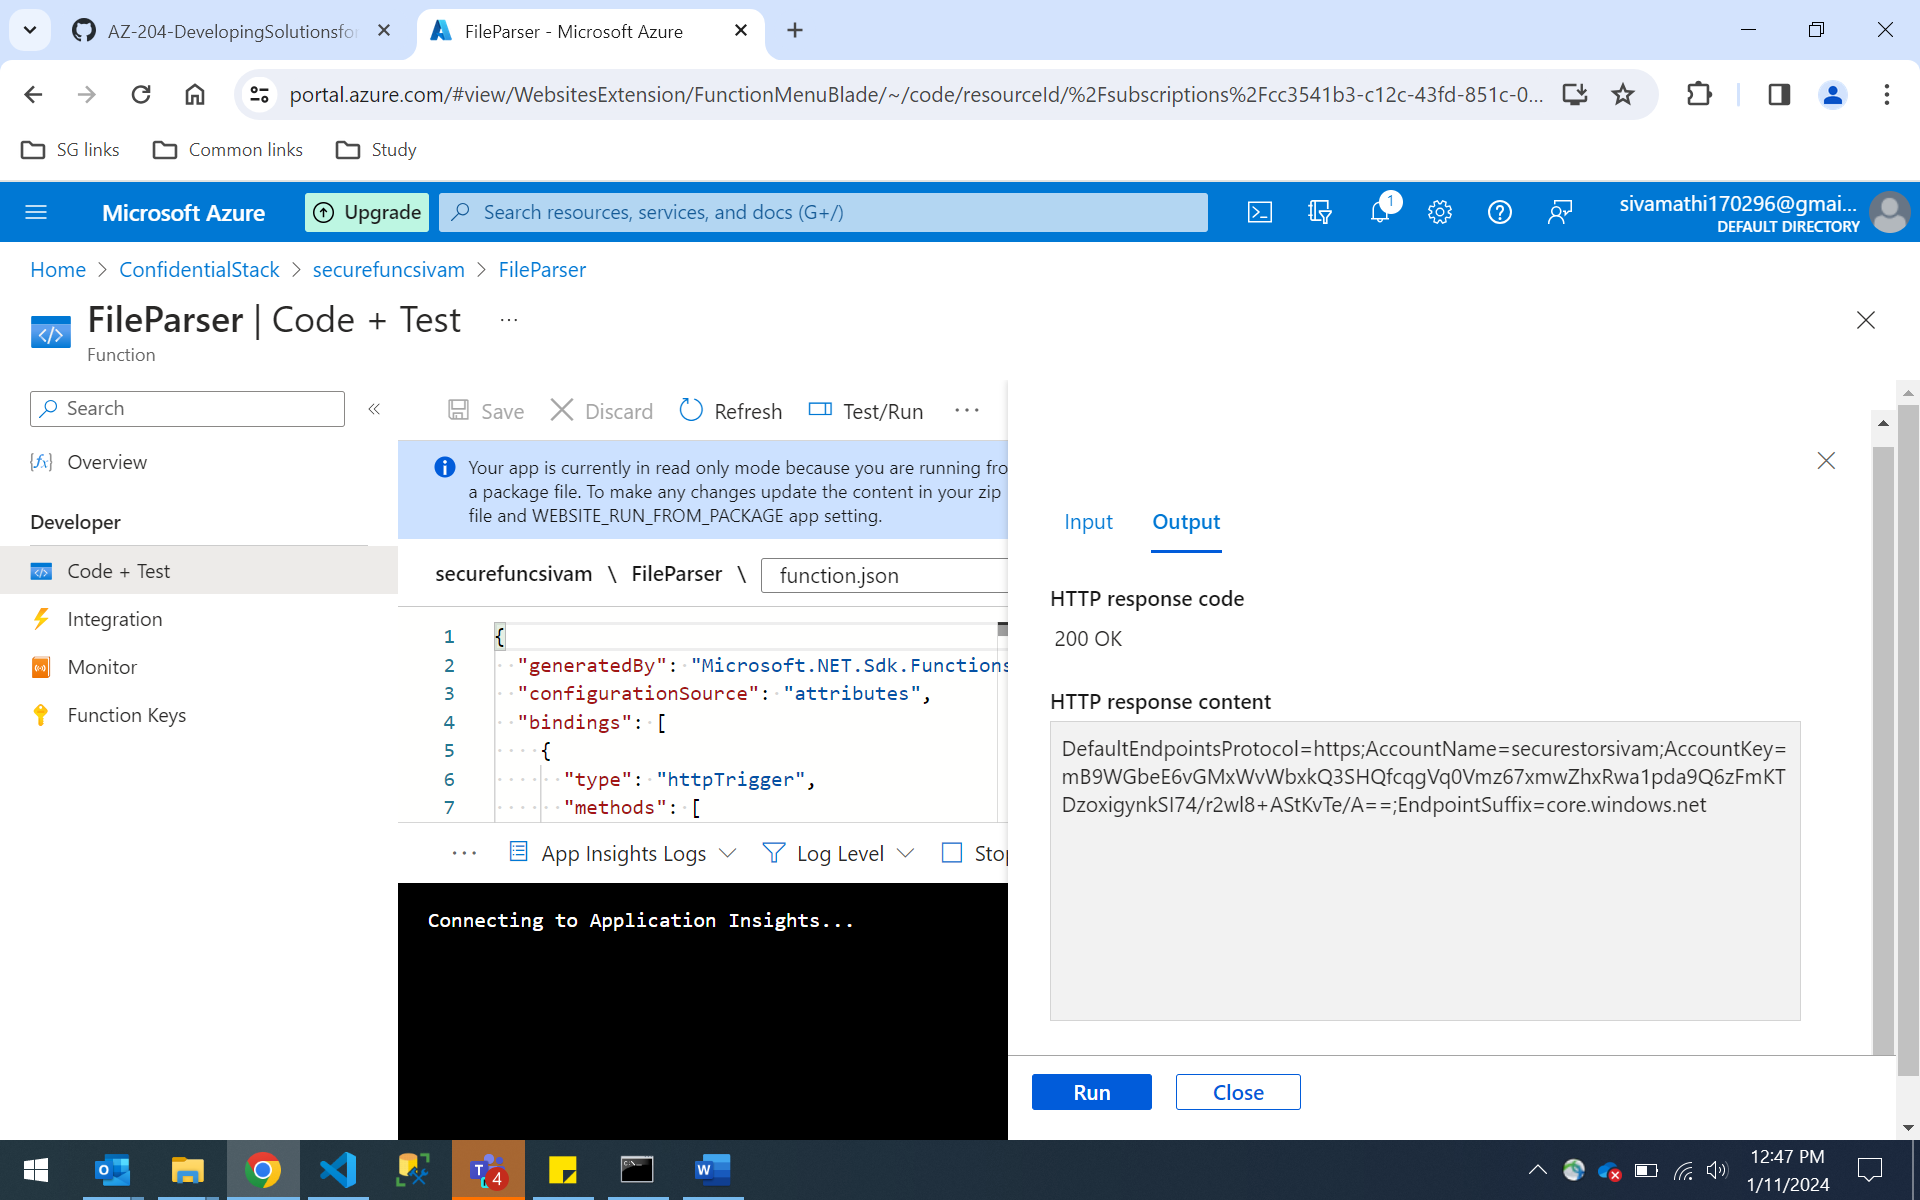 AZ-204-DevelopingSolutionsfo
FileParser - Microsoft Azure
portal.azure.com/#view/WebsitesExtension/FunctionMenuBlade/~/code/resourceId/%2Fsubscriptions%2Fcc3541b3-c12c-43fd-851c-0...
SG links
Common links
Study
Microsoft Azure
Upgrade
Search resources, services, and docs (G+/)
1
sivamathi170296@gmai...
DEFAULT DIRECTORY
Home > ConfidentialStack > securefuncsivam > FileParser
FileParser | Code + Test ...
Function
Search
«
Overview
Developer
Code + Test
Integration
Monitor
Function Keys
Save
Discard
Refresh
Test/Run
...
Your app is currently in read only mode because you are running fro
a package file. To make any changes update the content in your zip
file and WEBSITE_RUN_FROM_PACKAGE app setting.
securefuncsivam \ FileParser \ function.json
1 {
2 "generatedBy": "Microsoft.NET.Sdk.Functions
3 "configurationSource": "attributes",
4 "bindings": [
5 {
6 "type": "httpTrigger",
7 "methods": [
... App Insights Logs
Log Level
Stop
Connecting to Application Insights...
Input
Output
HTTP response code
200 OK
HTTP response content
DefaultEndpointsProtocol=https;AccountName=securestorsivam;AccountKey=
mB9WGbeE6vGMxWvWbxkQ3SHQfcqgVq0Vmz67xmwZhxRwa1pda9Q6zFmKT
DzoxigynkSI74/r2wl8+AStKvTe/A==;EndpointSuffix=core.windows.net
Run
Close
4
12:47 PM
1/11/2024